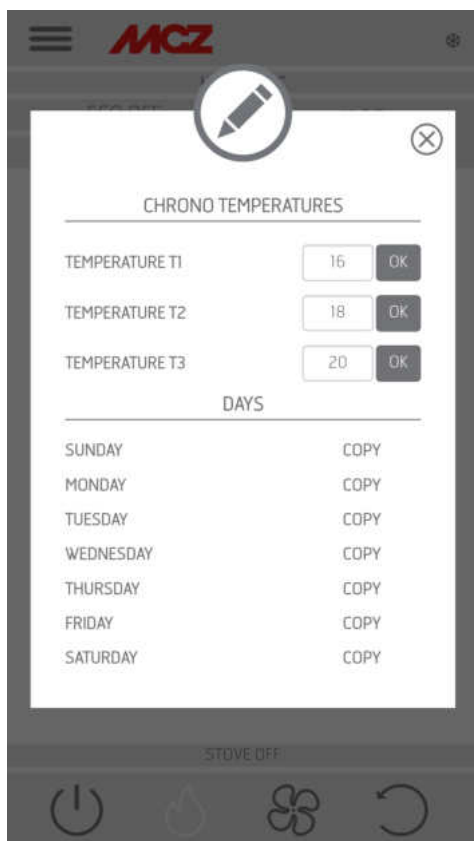 MCZ
CHRONO TEMPERATURES
TEMPERATURE T1 16 OK
TEMPERATURE T2 18 OK
TEMPERATURE T3 20 OK
DAYS
SUNDAY COPY
MONDAY COPY
TUESDAY COPY
WEDNESDAY COPY
THURSDAY COPY
FRIDAY COPY
SATURDAY COPY
STOVE OFF